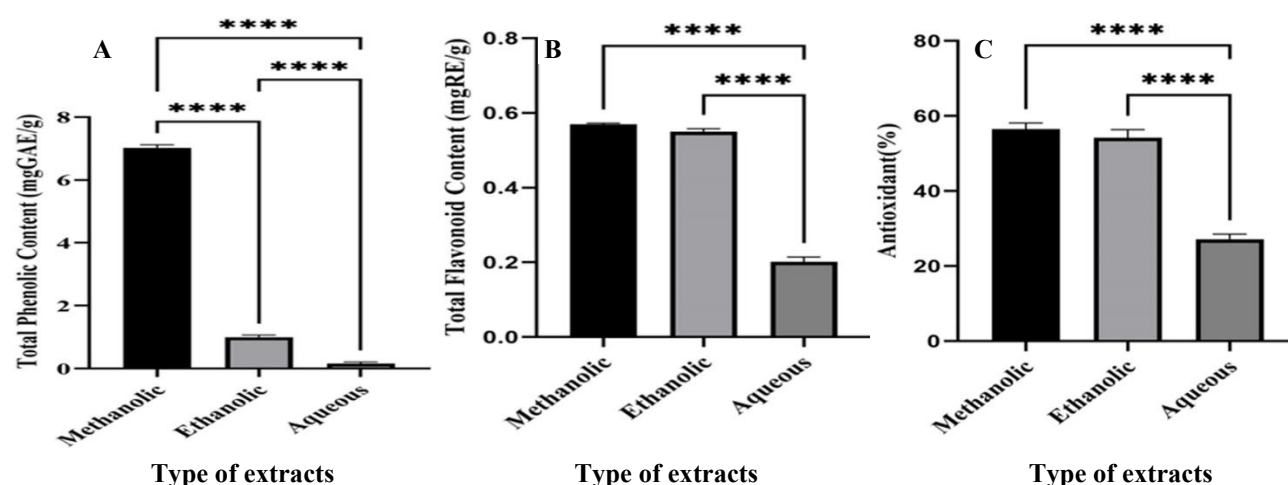 A
****
****
****
Total Phenolic Content (mgGAE/g)
8
6
4
2
0
Methanolic
Ethanolic
Aqueous
Type of extracts
B
****
****
Total Flavonoid Content (mgRE/g)
0.8
0.6
0.4
0.2
0.0
Methanolic
Ethanolic
Aqueous
Type of extracts
C
****
****
Antioxidant(%)
80
60
40
20
0
Methanolic
Ethanolic
Aqueous
Type of extracts